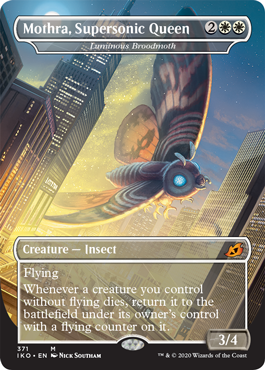 Mothra, Supersonic Queen 2
Luminous Broodmoth
Creature — Insect
Flying
Whenever a creature you control
without flying dies, return it to the
battlefield under its owner's control
with a flying counter on it.
3/4
371 M
IKO • EN NICK SOUTHAM
™ & © 2020 Wizards of the Coast